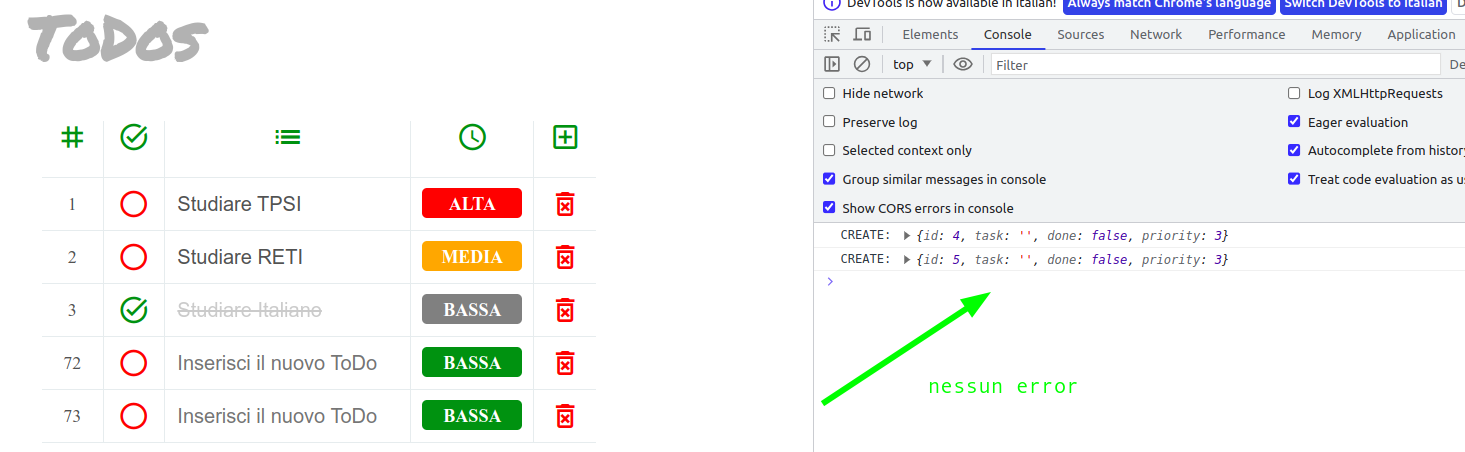 ToDos
1 Studiare TPSI ALTA
2 Studiare RETI MEDIA
3 Studiare Italiano BASSA
72 Inserisci il nuovo ToDo BASSA
73 Inserisci il nuovo ToDo BASSA
DevTools is now available in Italian! Always match Chrome's language Switch DevTools to Italian
Elements Console Sources Network Performance Memory Application
top Filter De
Hide network Log XMLHttpRequests
Preserve log Eager evaluation
Selected context only Autocomplete from history
Group similar messages in console Treat code evaluation as us
Show CORS errors in console
CREATE: {id: 4, task: '', done: false, priority: 3}
CREATE: {id: 5, task: '', done: false, priority: 3}
nessun error